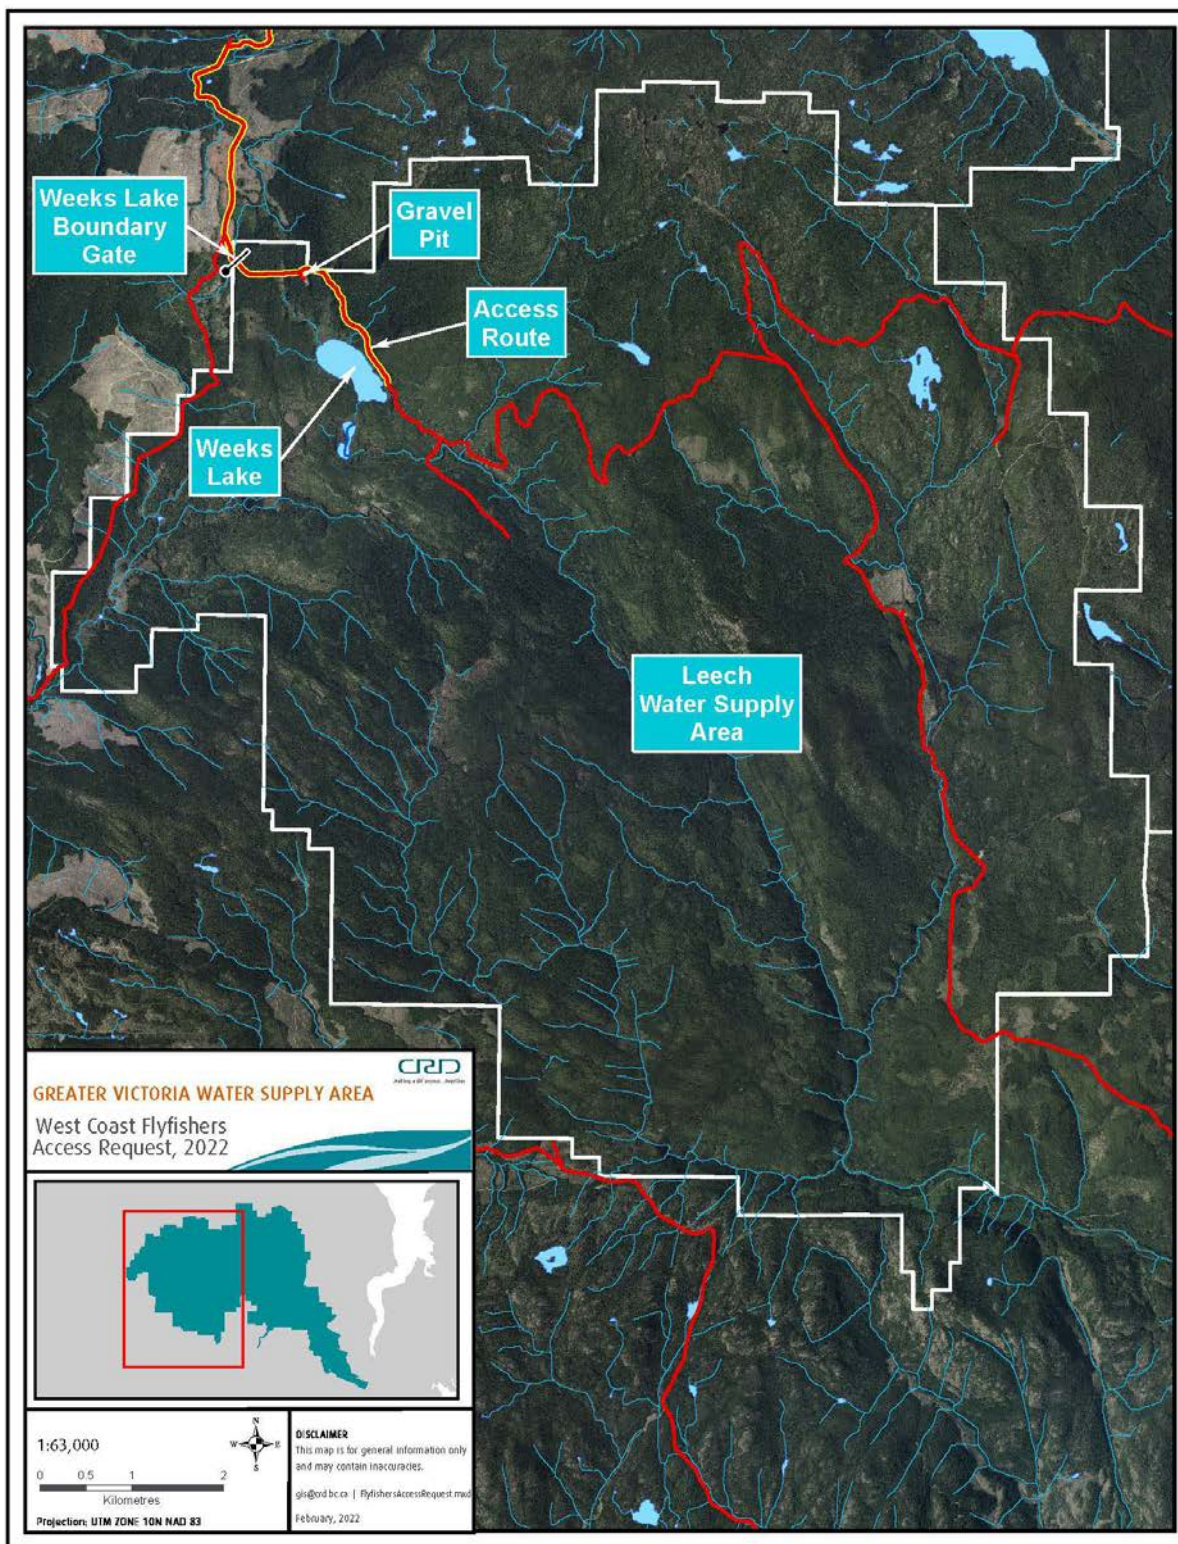 Weeks Lake
Boundary
Gate
Gravel
Pit
Access
Route
Weeks
Lake
Leech
Water Supply
Area
CRD
GREATER VICTORIA WATER SUPPLY AREA
West Coast Flyfishers
Access Request, 2022
1:63,000
N
W E
S
0 0.5 1 2
Kilometres
Projection: UTM ZONE 10N NAD 83
DISCLAIMER
This map is for general information only
and may contain inaccuracies.
gis@crd.bc.ca | FlyfishersAccessRequest.mxd
February, 2022